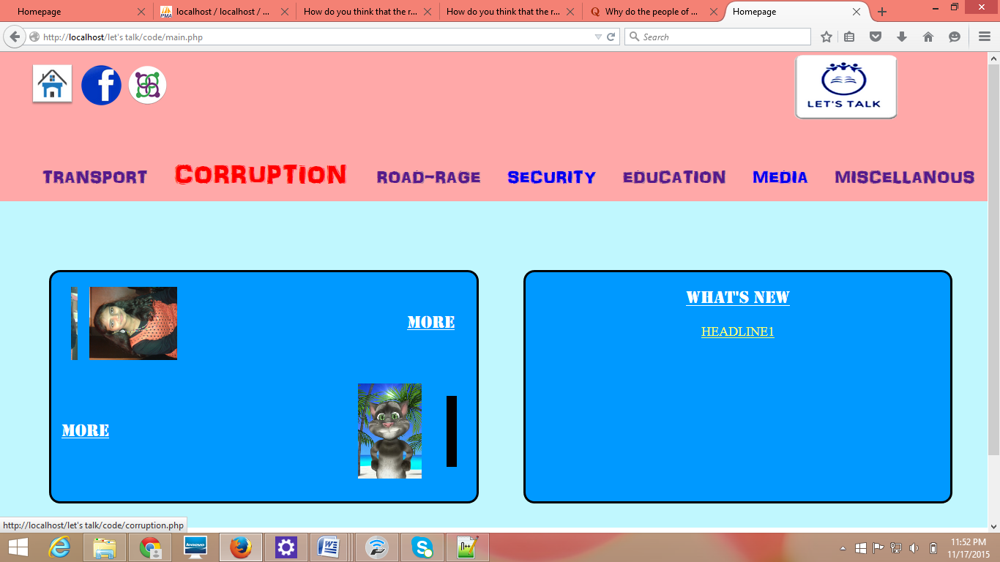 Homepage
localhost / localhost / ...
How do you think that the r...
How do you think that the r...
Why do the people of ...
Homepage
http://localhost/let's talk/code/main.php
Search
LET'S TALK
TRANSPORT CORRUPTION ROAD-RAGE SECURITY EDUCATION MEDIA MISCELLANOUS
MORE
MORE
WHAT'S NEW
HEADLINE1
http://localhost/let's talk/code/corruption.php
11:52 PM
11/17/2015